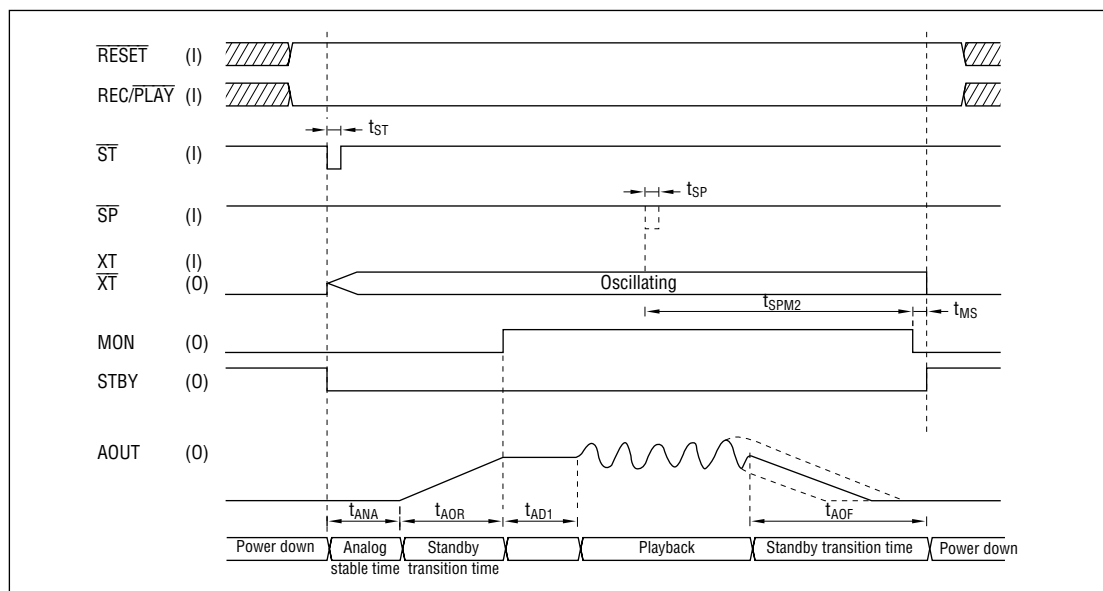 RESET (I)
REC/PLAY (I)
tST
ST (I)
tSP
SP (I)
XT (I)
XT (O)
Oscillating
tSPM2
tMS
MON (O)
STBY (O)
AOUT (O)
tANA tAOR tAD1 tAOF
Power down Analog Standby Playback Standby transition time Power down
stable time transition time